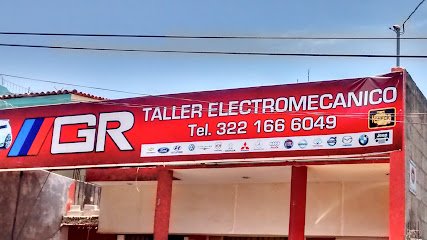 GR
TALLER ELECTROMECANICO
Tel. 322 166 6049